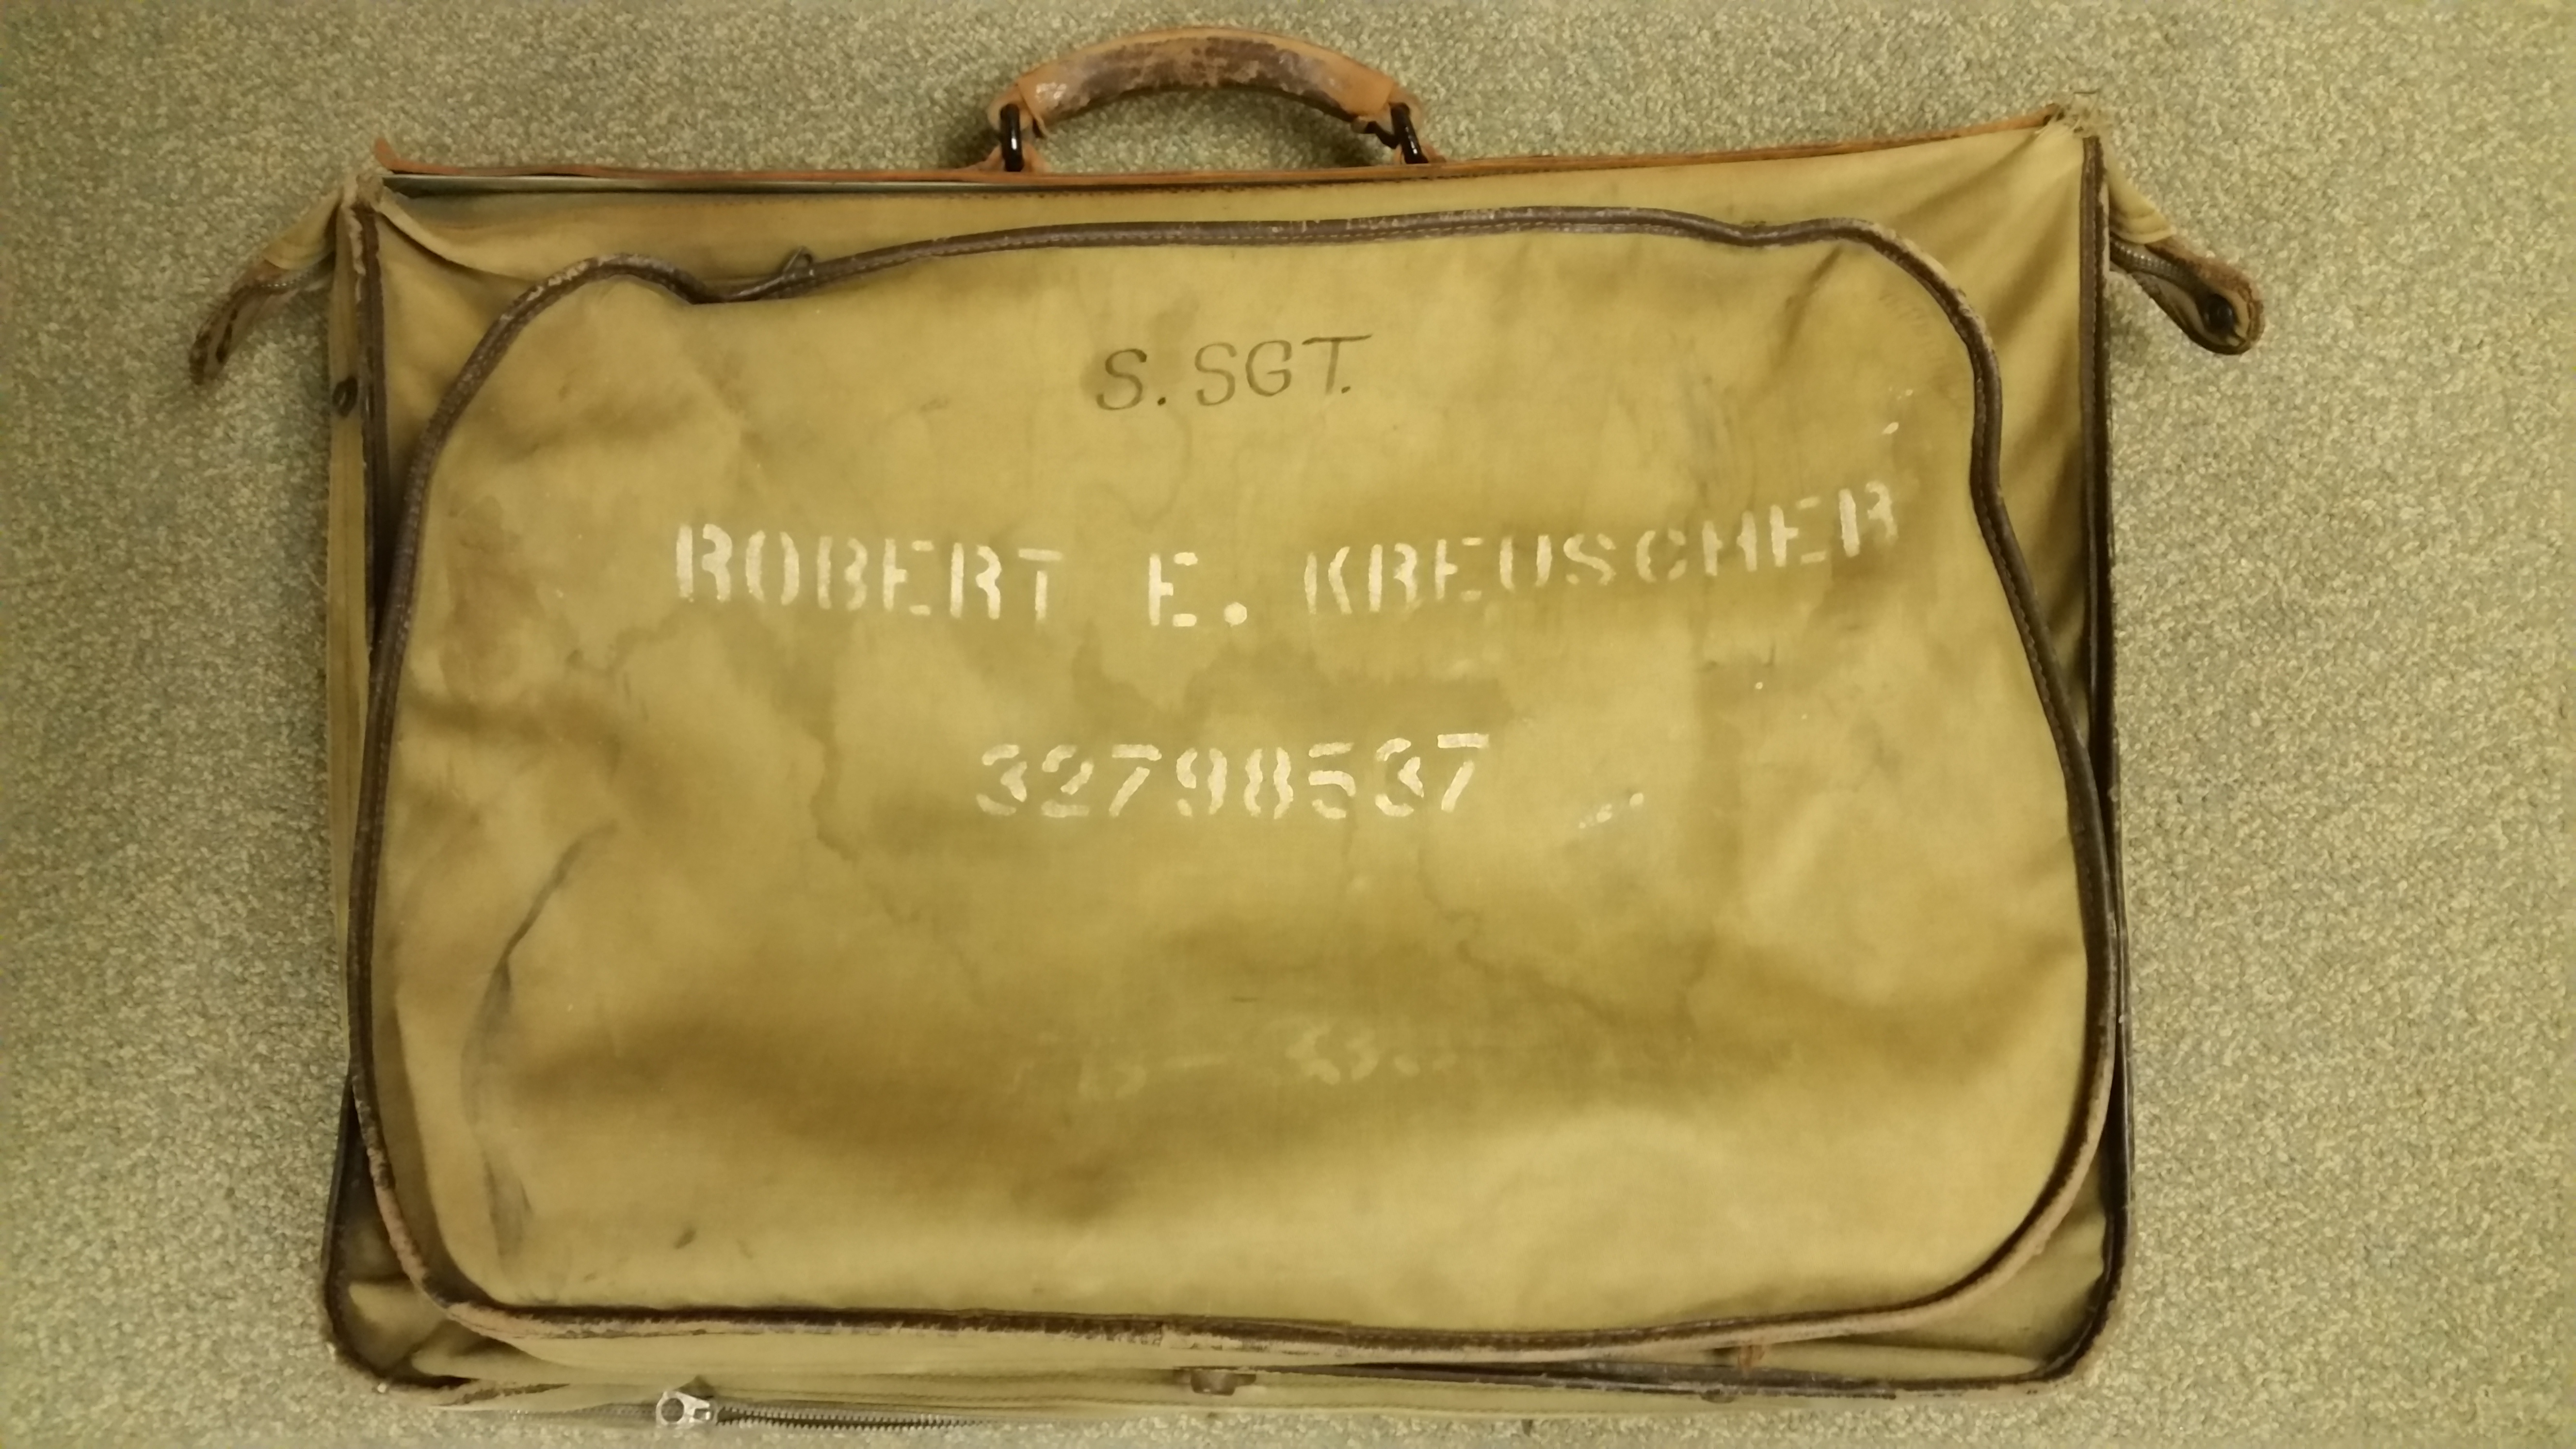 S. SGT.
ROBERT E. KREUSCHER
32798537